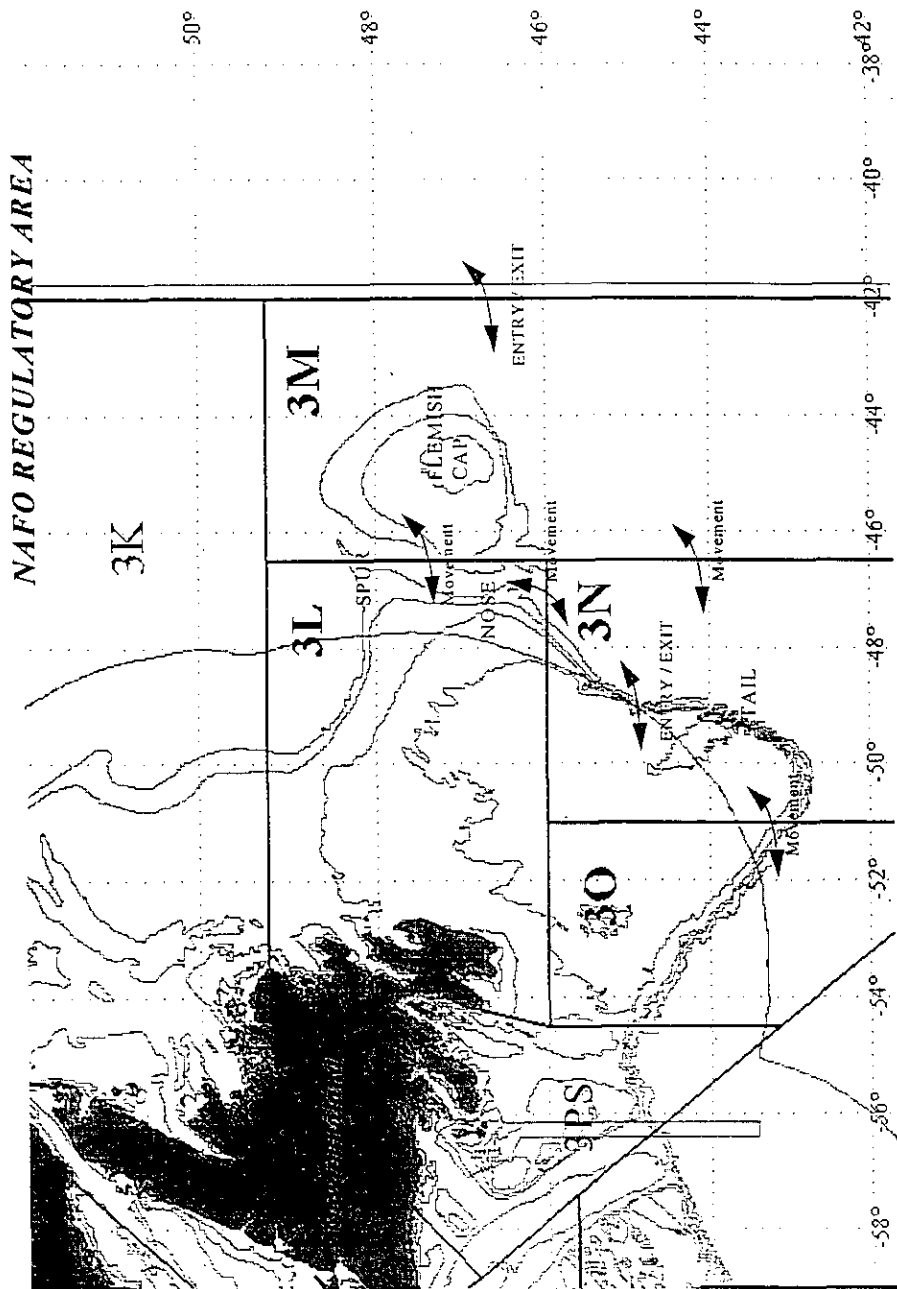 NAFO REGULATORY AREA
3K
3L
3M
3N
3O
3PS
SPU
FLEMISH
CAP
NOSE
TAIL
Movement
Movement
Movement
Movement
ENTRY / EXIT
ENTRY / EXIT
50°
48°
46°
44°
42°
-58°
-56°
-54°
-52°
-50°
-48°
-46°
-44°
-42°
-40°
-38°